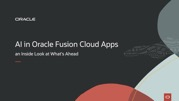 ORACLE
AI in Oracle Fusion Cloud Apps
an Inside Look at What's Ahead